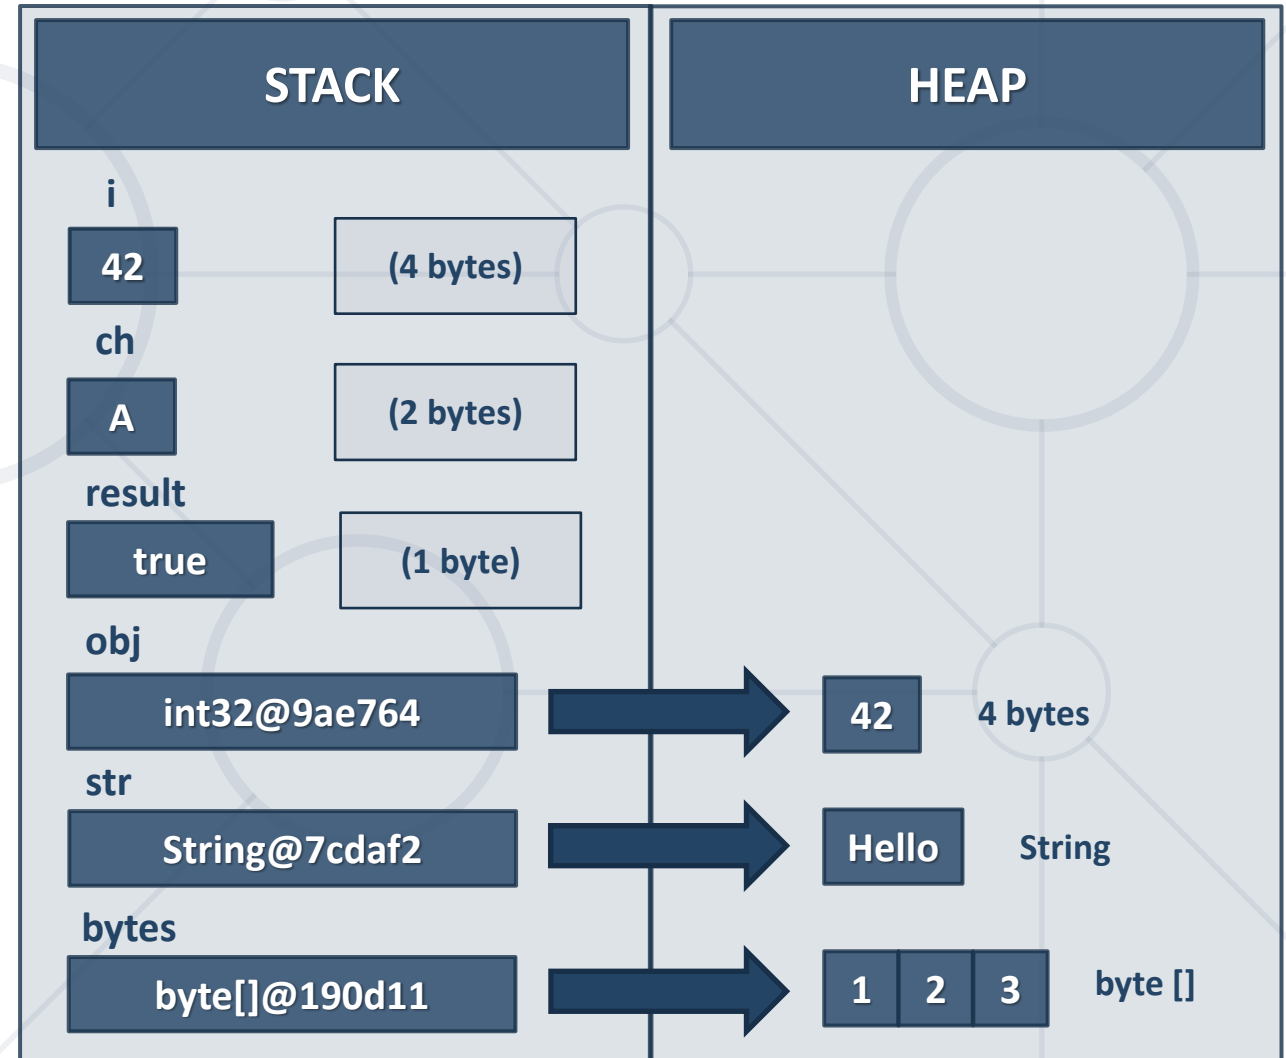 STACK
HEAP
i
42
(4 bytes)
ch
A
(2 bytes)
result
true
(1 byte)
obj
int32@9ae764
42
4 bytes
str
String@7cdaf2
Hello
String
bytes
byte[]@190d11
1 2 3
byte []